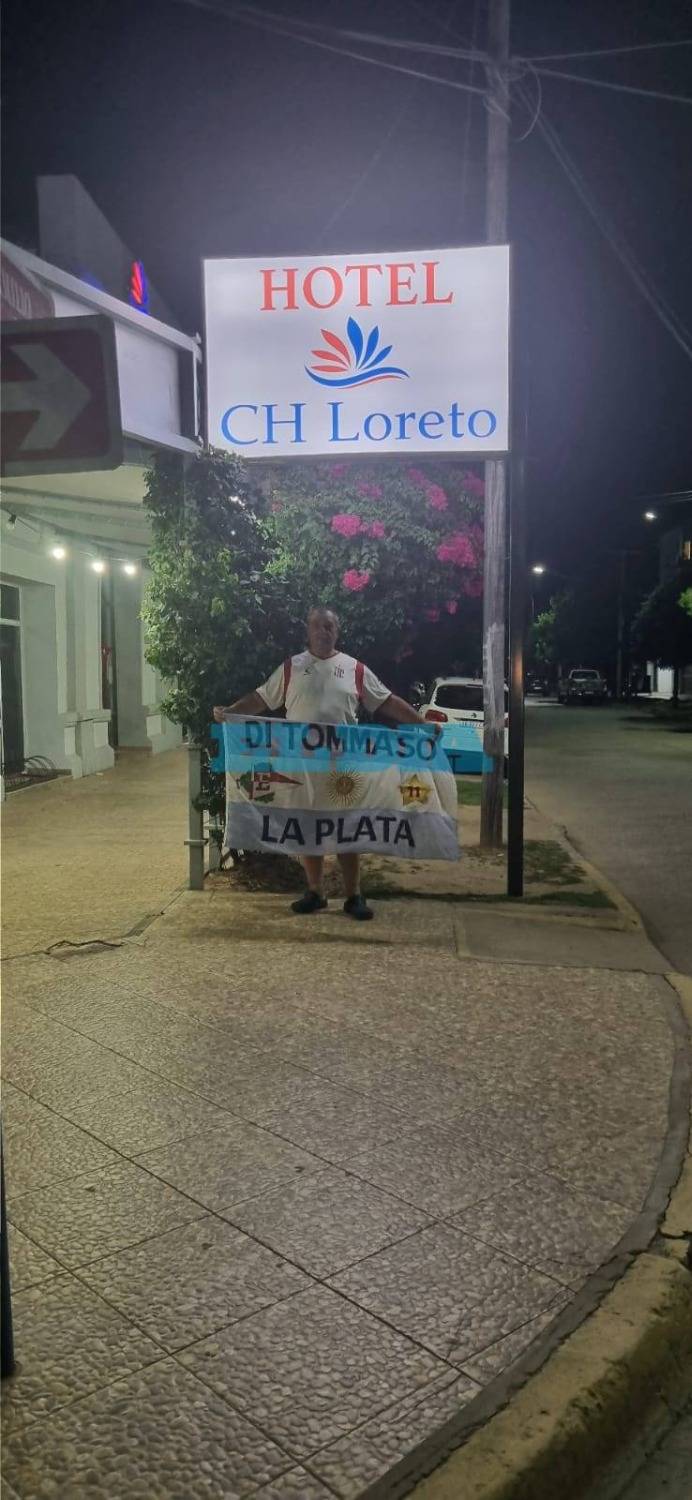 HOTEL
CH Loreto
DI TOMMASO
E
11
LA PLATA